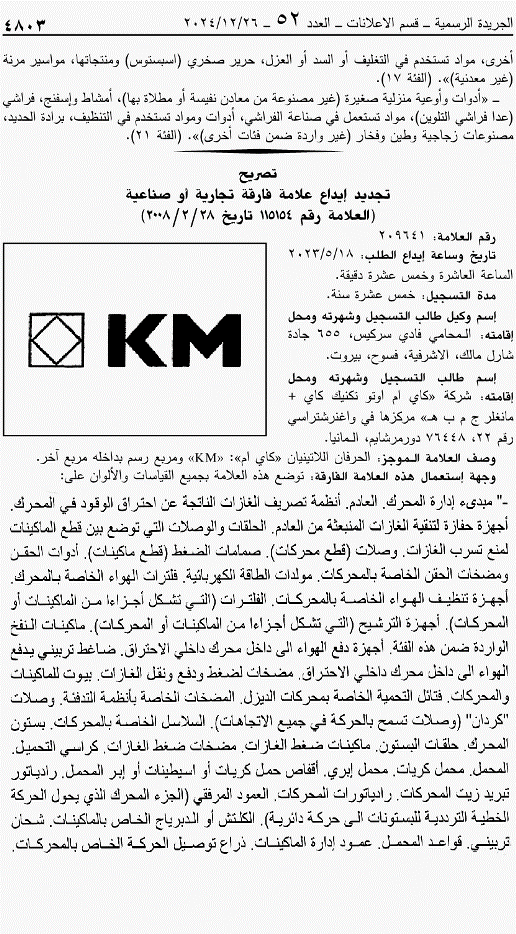 الجريدة الرسمية ــ قسم الاعلانات ــ العدد ٥٢ ــ ٢٠٢٤/١٢/٢٦
٤٨٠٣
أخرى، مواد تستخدم في التغليف أو السد أو العزل، حرير صخري (اسبستوس) ومنتجاتها، مواسير مرنة
(غير معدنية)». (الفئة ١٧).
ــ «أدوات وأوعية منزلية صغيرة (غير مصنوعة من معادن نفيسة أو مطلاة بها)، أمشاط وإسفنج، فراشي
(عدا فراشي التلوين)، مواد تستعمل في صناعة الفراشي، أدوات ومواد تستخدم في التنظيف، برادة الحديد،
مصنوعات زجاجية وطين وفخار (غير واردة ضمن فئات أخرى)». (الفئة ٢١).
تصريح
تجديد إيداع علامة فارقة تجارية أو صناعية
(العلامة رقم ١١٥١٥٤ تاريخ ٢٠٠٨/٢/٢٨)
رقم العلامة: ٢٠٩٦٤١
تاريخ وساعة إيداع الطلب: ٢٠٢٣/٥/١٨
الساعة العاشرة وخمس عشرة دقيقة.
مدة التسجيل: خمس عشرة سنة.
إسم وكيل طالب التسجيل وشهرته ومحل
إقامته: الـمحامي فادي سركيس، ٦٥٥ جادة
شارل مالك، الاشرفية، فسوح، بيروت.
إسم طالب التسجيل وشهرته ومحل
إقامته: شركة «كاي ام اوتو تكنيك كاي +
مانغلر ج م ب هـ» مركزها في واغنرشتراسي
رقم ٢٢، ٧٦٤٤٨ دورمرشايم، الـمانيا.
KM
وصف العلامة الـموجز: الحرفان اللاتينيان «كاي ام»: «KM» ومربع رسم بداخله مربع آخر.
وجهة إستعمال هذه العلامة الفارقة: توضع هذه العلامة بجميع القياسات والألوان على:
-" مبدىء إدارة المحرك. العادم. أنظمة تصريف الغازات الناتجة عن احتراق الوقود في المحرك.
أجهزة حفازة لتنقية الغازات المنبعثة من العادم. الحلقات والوصلات التي توضع بين قطع الماكينات
لمنع تسرب الغازات. وصلات (قطع محركات). صمامات الضغط (قطع ماكينات). أدوات الحقن
ومضخات الحقن الخاصة بالمحركات. مولدات الطاقة الكهربائية. فلترات الهواء الخاصة بالمحرك.
أجهزة تنظيف الهواء الخاصة بالمحركات. الفلترات (التي تشكل أجزاءا من الماكينات أو
المحركات). أجهزة الترشيح (التي تشكل أجزاءا من الماكينات أو المحركات). ماكينات النفخ
الواردة ضمن هذه الفئة. أجهزة دفع الهواء الى داخل محرك داخلي الاحتراق. ضاغط تربيني يدفع
الهواء الى داخل محرك داخلي الاحتراق. مضخات لضغط ودفع ونقل الغازات. بيوت للماكينات
والمحركات. فتائل التحمية الخاصة بمحركات الديزل. المضخات الخاصة بأنظمة التدفئة. وصلات
"كردان" (وصلات تسمح بالحركة في جميع الاتجاهات). السلاسل الخاصة بالمحركات. بستون
المحرك. حلقات البستون. ماكينات ضغط الغازات. مضخات ضغط الغازات. كراسي التحميل.
المحمل. محمل كريات. محمل إبري. أقفاص حمل كريات أو اسيطينات أو إبر المحمل. رادياتور
تبريد زيت المحركات. رادياتورات المحركات. العمود المرفقي (الجزء المحرك الذي يحول الحركة
الخطية الترددية للبستونات الى حركة دائرية). الكلتش أو الدبرياج الخاص بالماكينات. شحان
تربيني. قواعد المحمل. عمود إدارة الماكينات. ذراع توصيل الحركة الخاص بالمحركات.